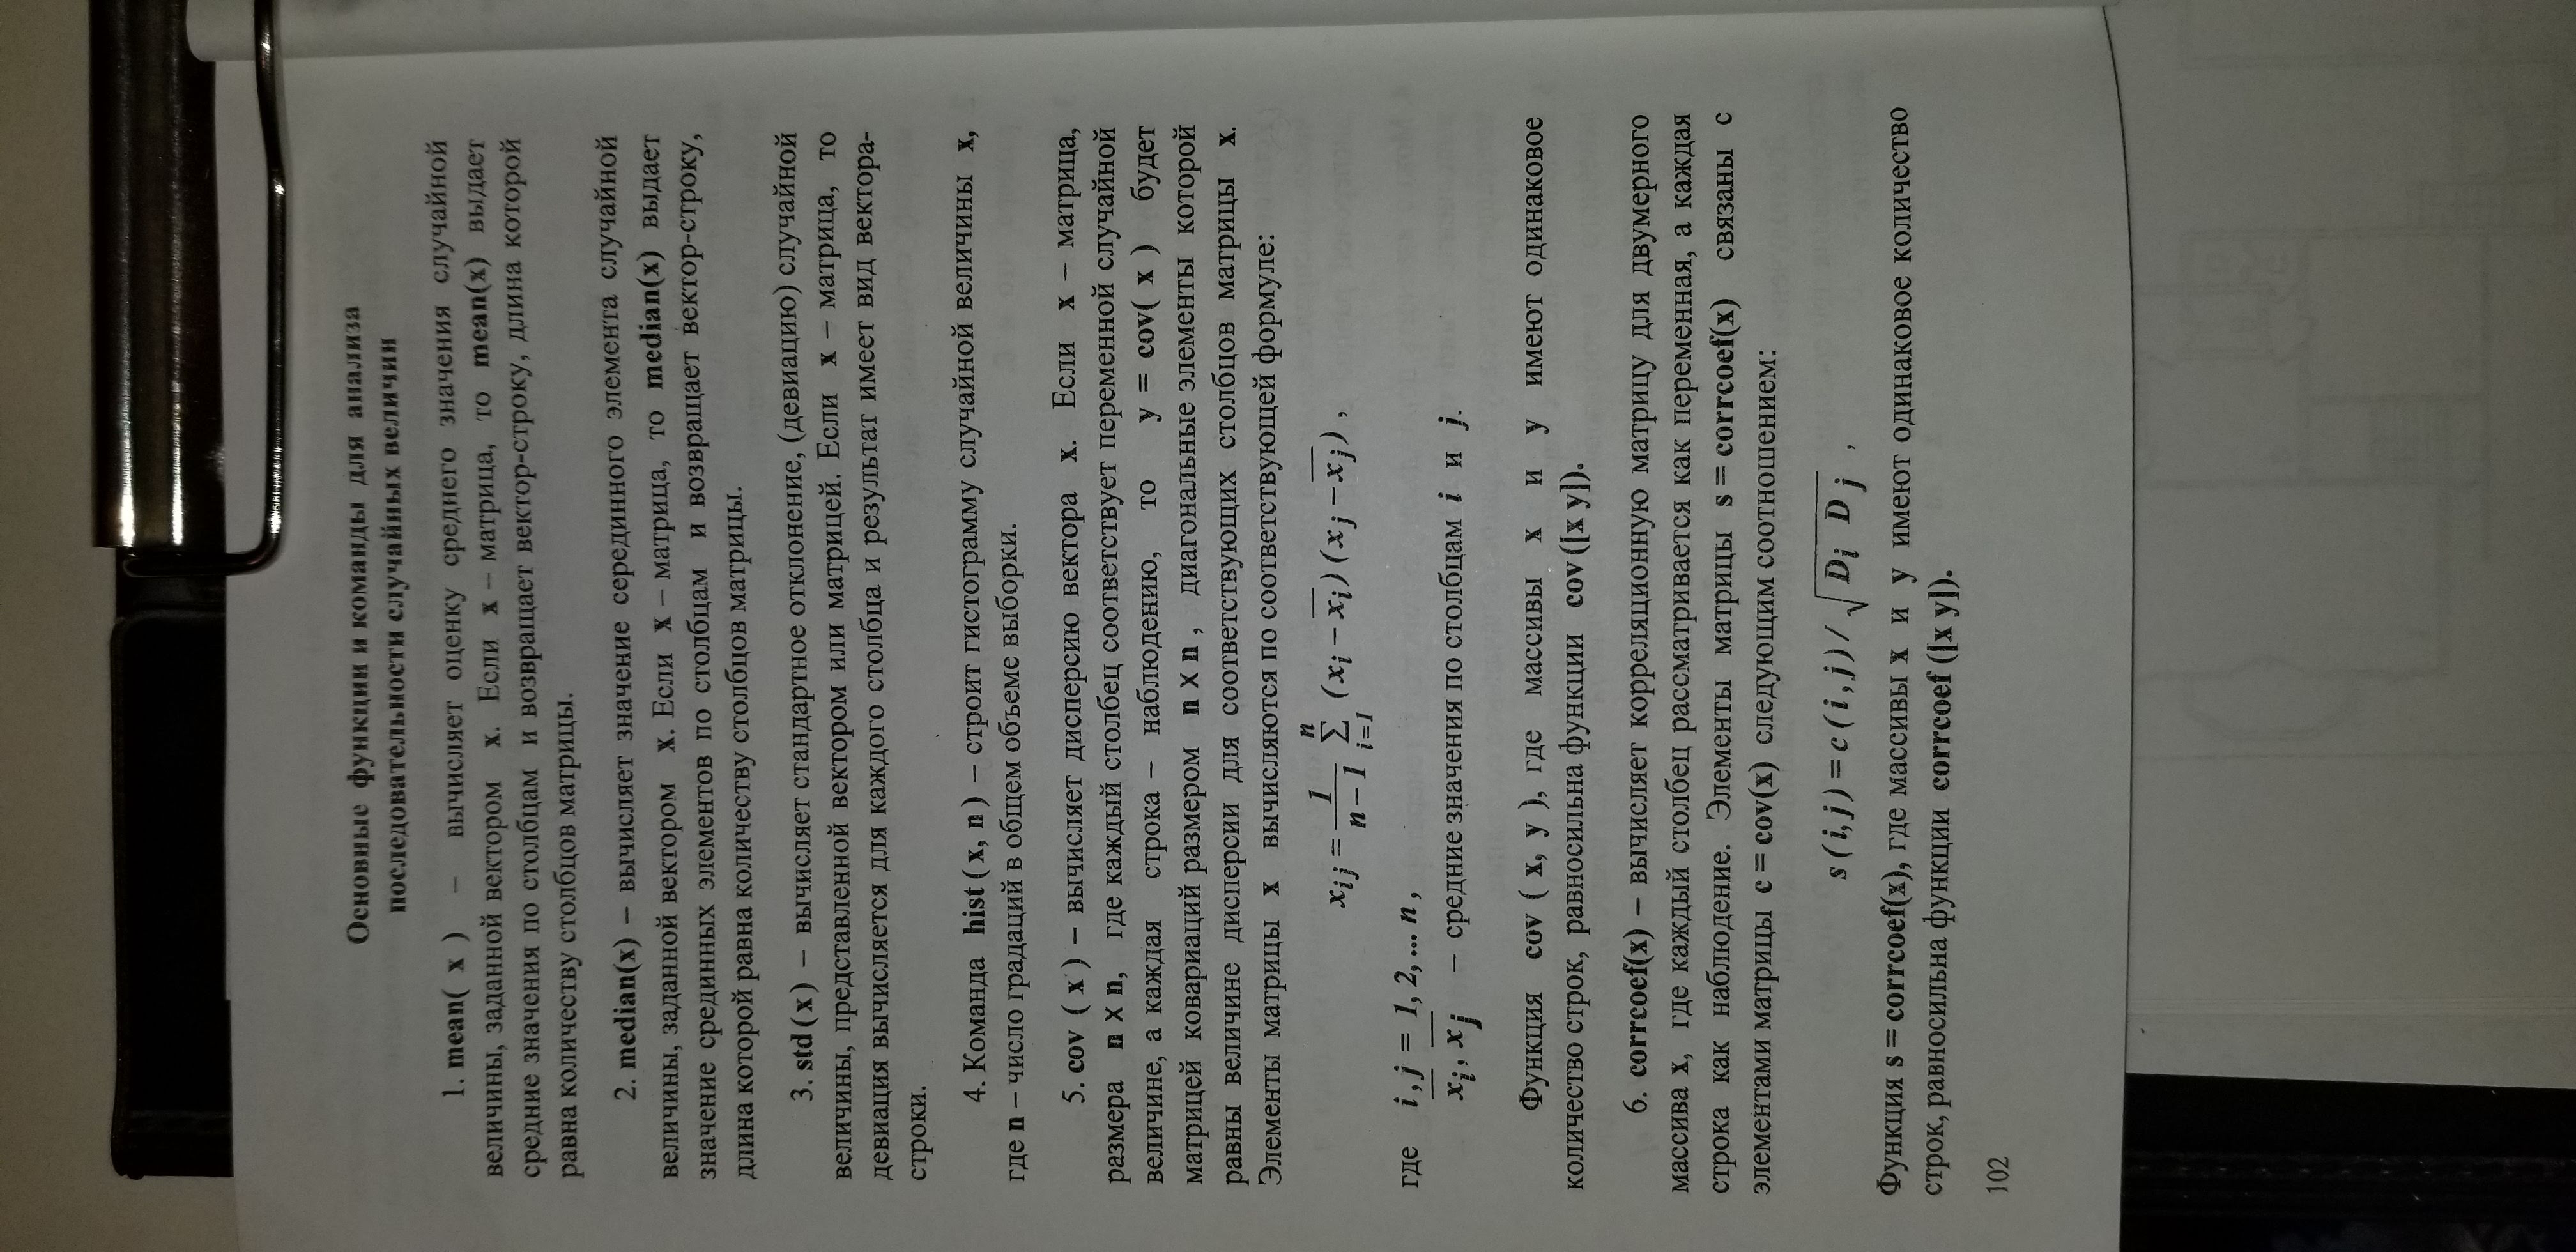 Основные функции и команды для анализа
последовательности случайных величин
1. mean( x ) – вычисляет оценку среднего значения случайной
величины, заданной вектором x. Если x – матрица, то mean(x) выдает
средние значения по столбцам и возвращает вектор-строку, длина которой
равна количеству столбцов матрицы.
2. median(x) – вычисляет значение серединного элемента случайной
величины, заданной вектором x. Если x – матрица, то median(x) выдает
значение срединных элементов по столбцам и возвращает вектор-строку,
длина которой равна количеству столбцов матрицы.
3. std (x) – вычисляет стандартное отклонение, (девиацию) случайной
величины, представленной вектором или матрицей. Если x – матрица, то
девиация вычисляется для каждого столбца и результат имеет вид вектора-
строки.
4. Команда hist ( x, n ) – строит гистограмму случайной величины x,
где n – число градаций в общем объеме выборки.
5. cov ( x ) – вычисляет дисперсию вектора x. Если x – матрица,
размера n X n, где каждый столбец соответствует переменной случайной
величине, а каждая строка – наблюдению, то y = cov( x ) будет
матрицей ковариаций размером n X n , диагональные элементы которой
равны величине дисперсии для соответствующих столбцов матрицы x.
Элементы матрицы x вычисляются по соответствующей формуле:
x_{ij} = \frac{1}{n-1} \sum_{i=1}^{n} (x_i - \overline{x_i}) (x_j - \overline{x_j}) ,
где i , j = 1, 2, ... n ,
\overline{x_i}, \overline{x_j} – средние значения по столбцам i и j.
Функция cov ( x, y ), где массивы x и y имеют одинаковое
количество строк, равносильна функции cov ([x y]).
6. corrcoef(x) – вычисляет корреляционную матрицу для двумерного
массива x, где каждый столбец рассматривается как переменная, а каждая
строка как наблюдение. Элементы матрицы s = corrcoef(x) связаны с
элементами матрицы c = cov(x) следующим соотношением:
s ( i, j ) = c ( i , j ) / \sqrt{D_i D_j} ,
Функция s = corrcoef(x), где массивы x и y имеют одинаковое количество
строк, равносильна функции corrcoef ([x y]).
102